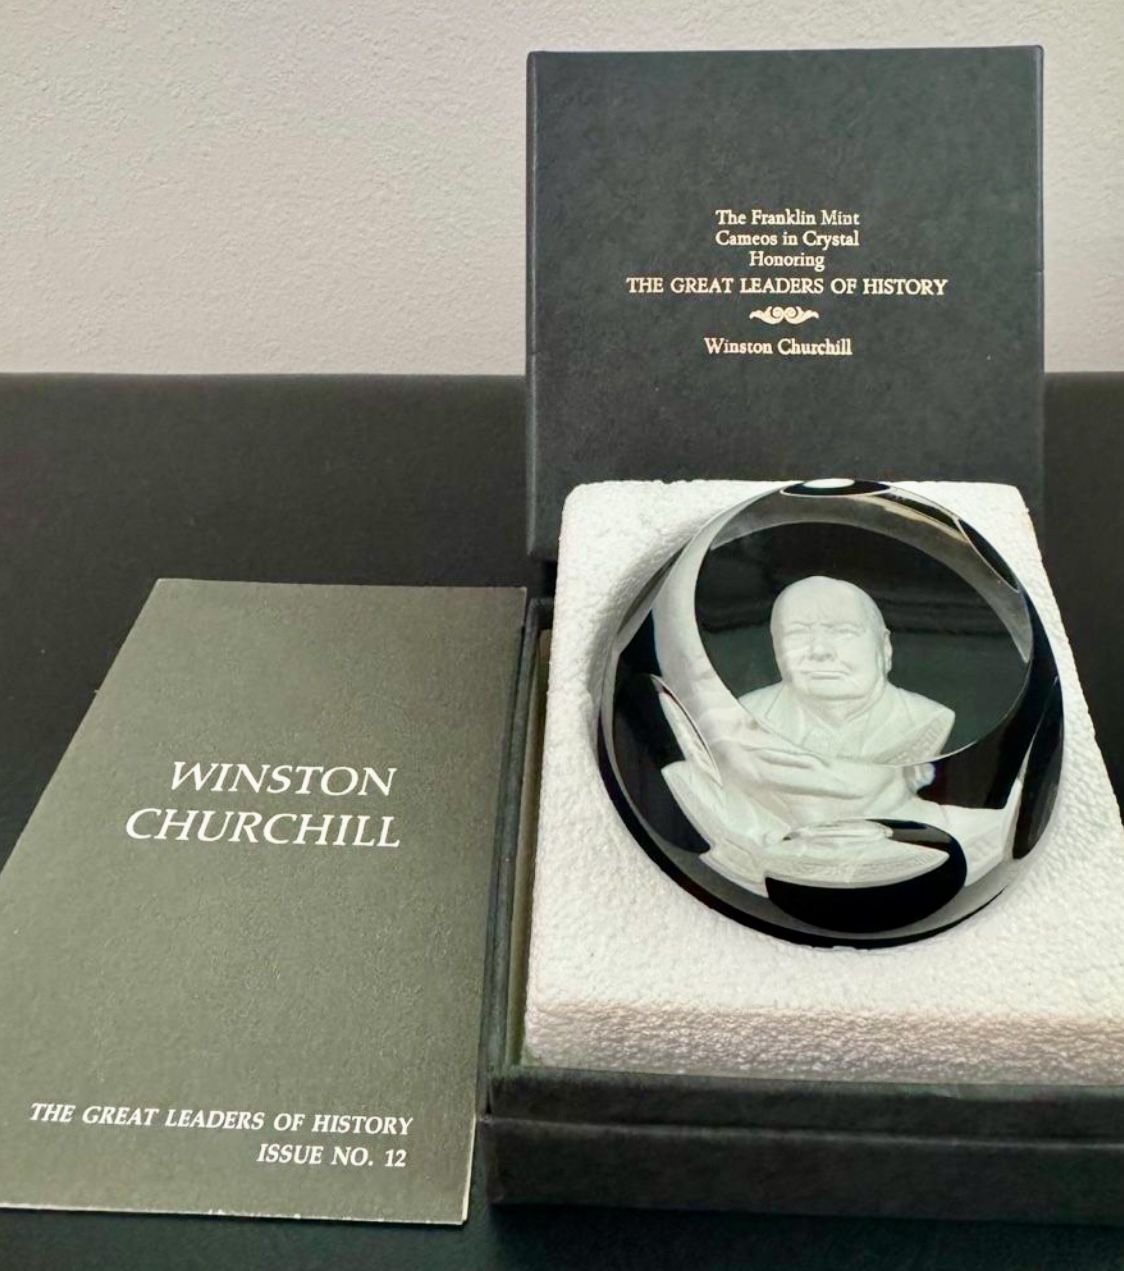 The Franklin Mint
Cameos in Crystal
Honoring
THE GREAT LEADERS OF HISTORY
Winston Churchill
WINSTON
CHURCHILL
THE GREAT LEADERS OF HISTORY
ISSUE NO. 12